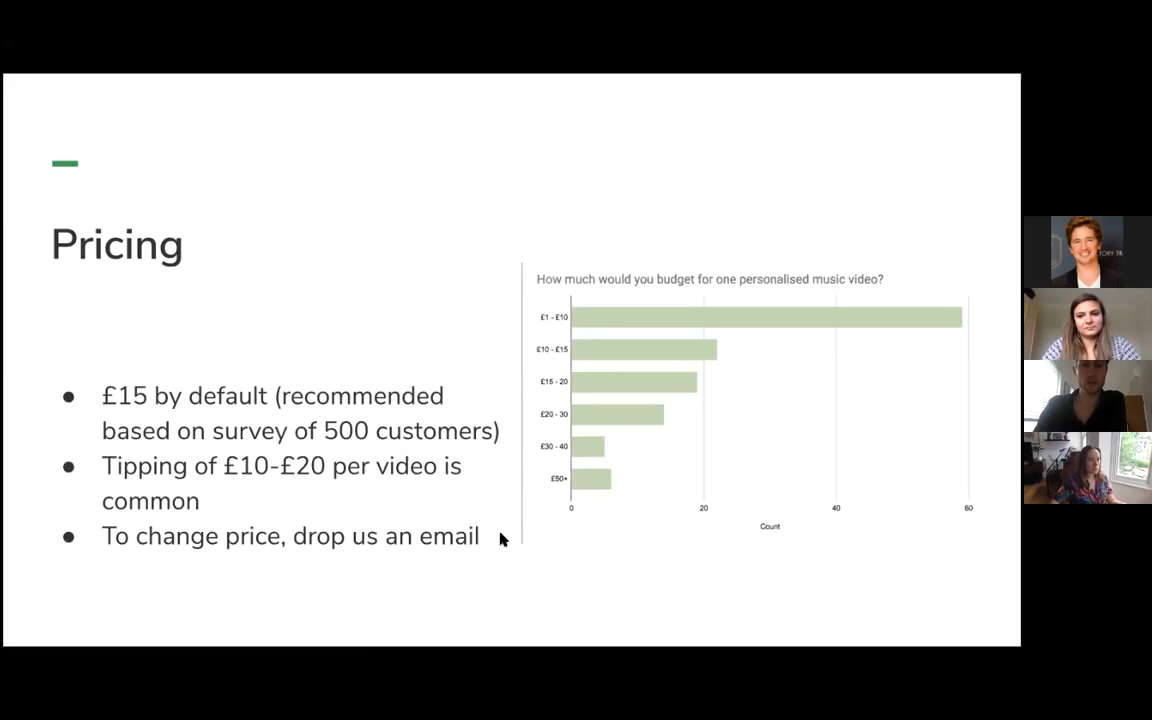 Pricing
How much would you budget for one personalised music video?
£1 - £10
£10 - £15
£15 - 20
£20 - 30
£30 - 40
£50+
0
20
40
60
Count
● £15 by default (recommended
based on survey of 500 customers)
● Tipping of £10-£20 per video is
common
● To change price, drop us an email
TORY TR